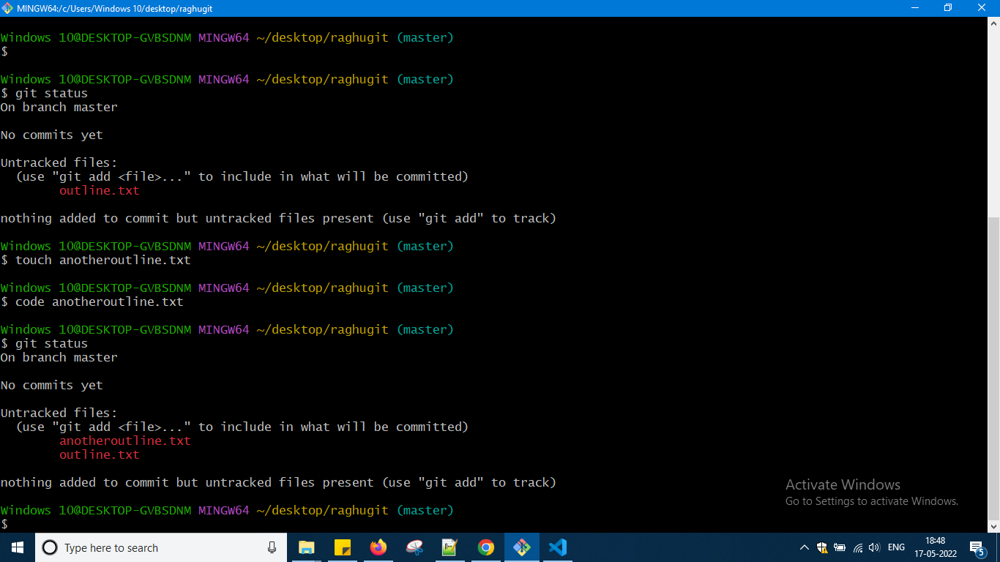 MINGW64:/c/Users/Windows 10/desktop/raghugit
Windows 10@DESKTOP-GVBSDNM MINGW64 ~/desktop/raghugit (master)
$
Windows 10@DESKTOP-GVBSDNM MINGW64 ~/desktop/raghugit (master)
$ git status
On branch master
No commits yet
Untracked files:
  (use "git add <file>..." to include in what will be committed)
        outline.txt
nothing added to commit but untracked files present (use "git add" to track)
Windows 10@DESKTOP-GVBSDNM MINGW64 ~/desktop/raghugit (master)
$ touch anotheroutline.txt
Windows 10@DESKTOP-GVBSDNM MINGW64 ~/desktop/raghugit (master)
$ code anotheroutline.txt
Windows 10@DESKTOP-GVBSDNM MINGW64 ~/desktop/raghugit (master)
$ git status
On branch master
No commits yet
Untracked files:
  (use "git add <file>..." to include in what will be committed)
        anotheroutline.txt
        outline.txt
nothing added to commit but untracked files present (use "git add" to track)
Windows 10@DESKTOP-GVBSDNM MINGW64 ~/desktop/raghugit (master)
$
Activate Windows
Go to Settings to activate Windows.
Type here to search
ENG
18:48
17-05-2022
5